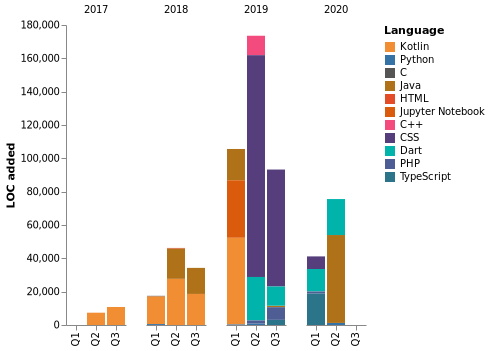 2017 2018 2019 2020
180,000
160,000
140,000
120,000
100,000
80,000
60,000
40,000
20,000
0
LOC added
Q1 Q2 Q3 Q1 Q2 Q3 Q1 Q2 Q3 Q1 Q2 Q3
Language
Kotlin
Python
C
Java
HTML
Jupyter Notebook
C++
CSS
Dart
PHP
TypeScript